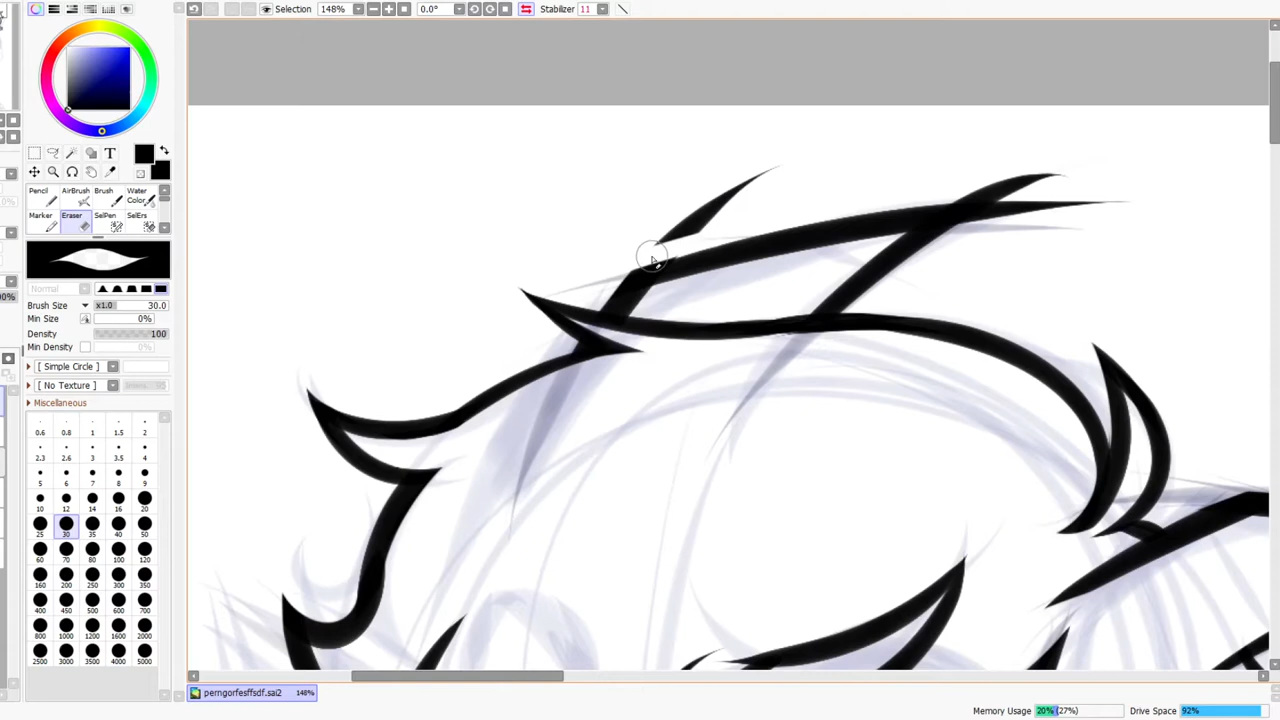 Selection 148% 0.0° Stabilizer 11
T
Pencil AirBrush Brush Water Color
Marker Eraser SelPen SelErs
Normal
Brush Size x1.0 30.0
Min Size 0%
Density 100
Min Density 0%
[ Simple Circle ]
[ No Texture ]
Miscellaneous
0.6 0.8 1 1.5 2
2.3 2.6 3 3.5 4
5 6 7 8 9
10 12 14 16 20
25 30 35 40 50
60 70 80 100 120
160 200 250 300 350
400 450 500 600 700
800 1000 1200 1600 2000
2500 3000 3500 4000 5000
perngorfesffsdf.sai2 148%
Memory Usage 20% (27%) Drive Space 92%